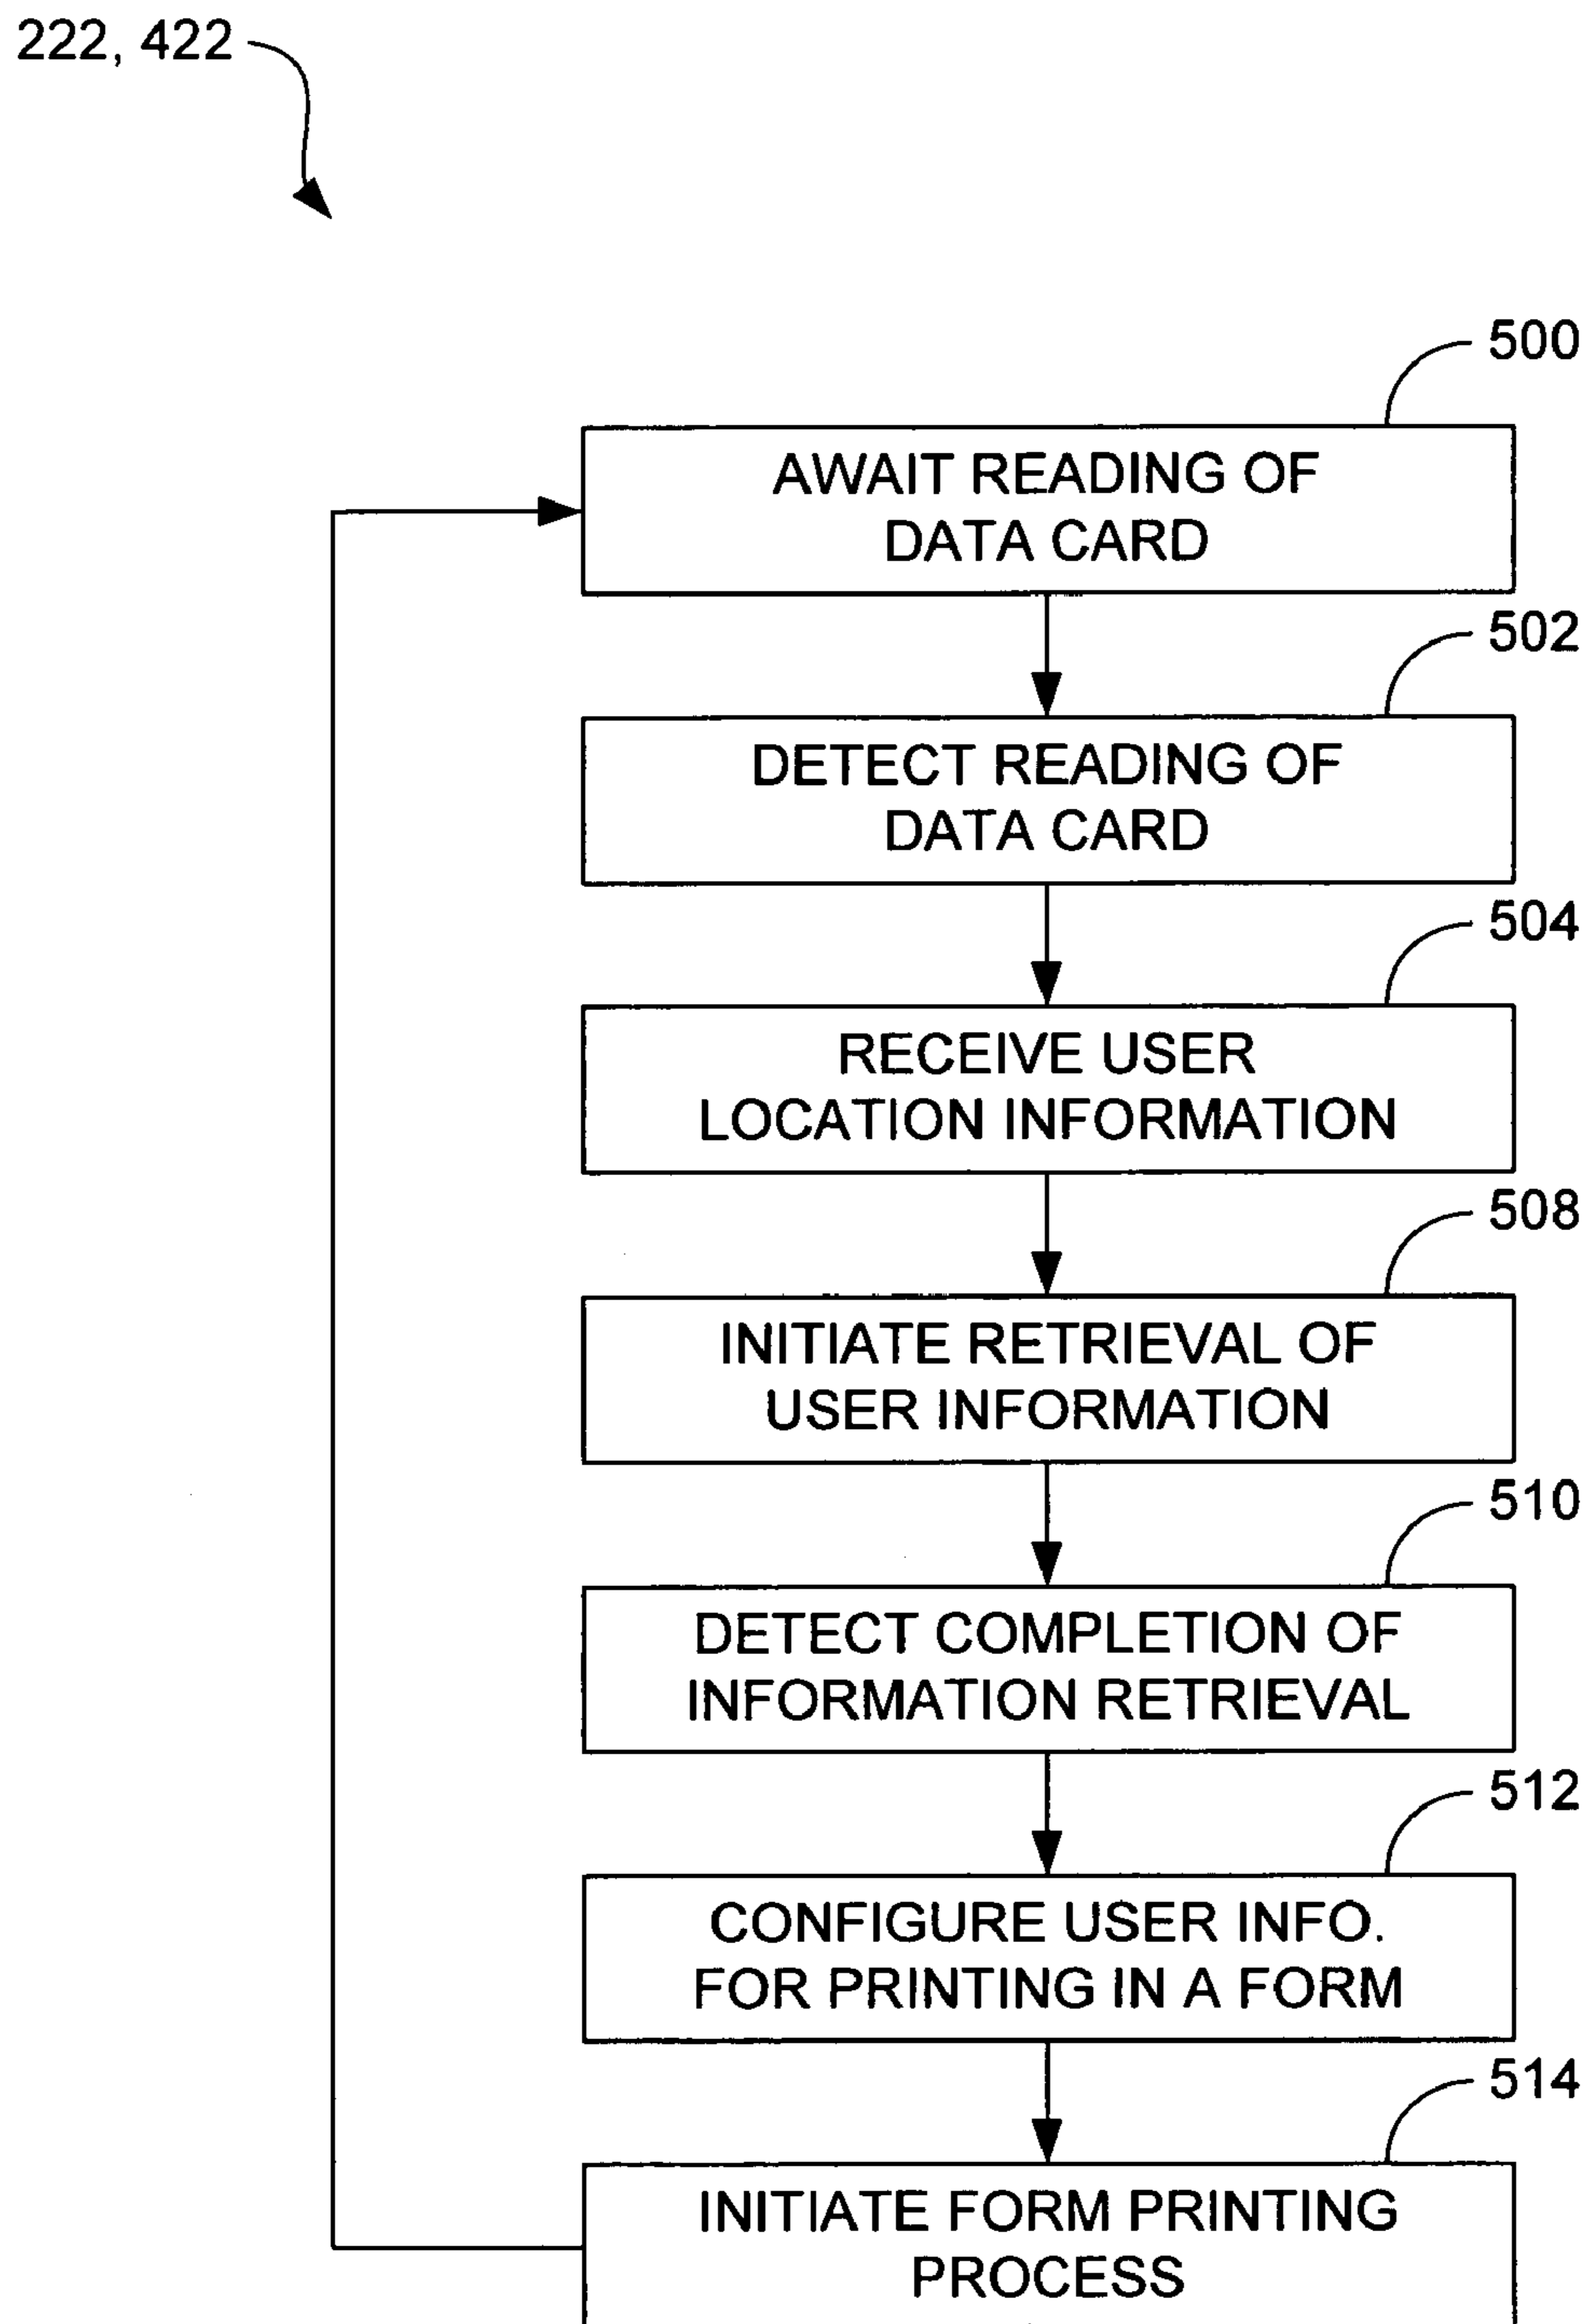 222, 422
500
AWAIT READING OF
DATA CARD
502
DETECT READING OF
DATA CARD
504
RECEIVE USER
LOCATION INFORMATION
508
INITIATE RETRIEVAL OF
USER INFORMATION
510
DETECT COMPLETION OF
INFORMATION RETRIEVAL
512
CONFIGURE USER INFO.
FOR PRINTING IN A FORM
514
INITIATE FORM PRINTING
PROCESS